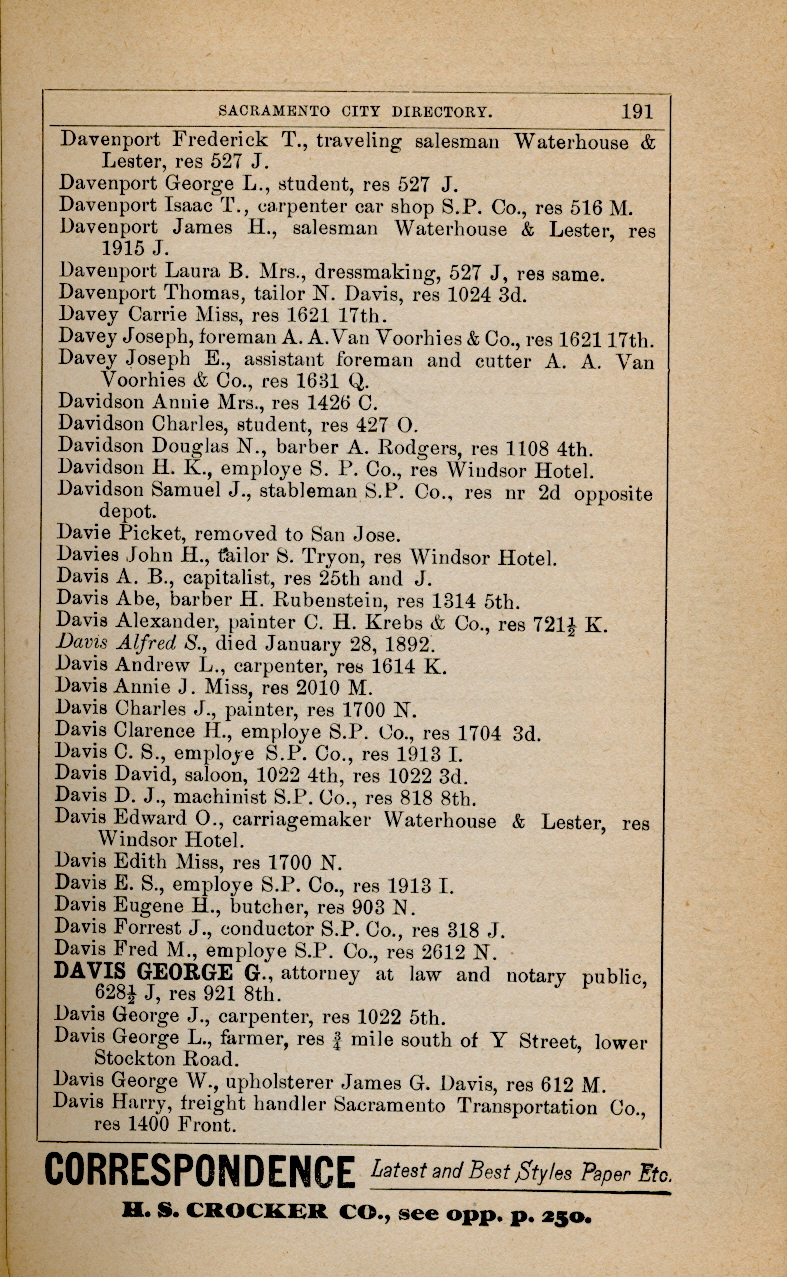 SACRAMENTO CITY DIRECTORY. 191
Davenport Frederick T., traveling salesman Waterhouse &
Lester, res 527 J.
Davenport George L., student, res 527 J.
Davenport Isaac T., carpenter car shop S.P. Co., res 516 M.
Davenport James H., salesman Waterhouse & Lester, res
1915 J.
Davenport Laura B. Mrs., dressmaking, 527 J, res same.
Davenport Thomas, tailor N. Davis, res 1024 3d.
Davey Carrie Miss, res 1621 17th.
Davey Joseph, foreman A. A. Van Voorhies & Co., res 1621 17th.
Davey Joseph E., assistant foreman and cutter A. A. Van
Voorhies & Co., res 1631 Q.
Davidson Annie Mrs., res 1426 C.
Davidson Charles, student, res 427 O.
Davidson Douglas N., barber A. Rodgers, res 1108 4th.
Davidson H. K., employe S. P. Co., res Windsor Hotel.
Davidson Samuel J., stableman S.P. Co., res nr 2d opposite
depot.
Davie Picket, removed to San Jose.
Davies John H., tailor S. Tryon, res Windsor Hotel.
Davis A. B., capitalist, res 25th and J.
Davis Abe, barber H. Rubenstein, res 1314 5th.
Davis Alexander, painter C. H. Krebs & Co., res 721½ K.
Davis Alfred S., died January 28, 1892.
Davis Andrew L., carpenter, res 1614 K.
Davis Annie J. Miss, res 2010 M.
Davis Charles J., painter, res 1700 N.
Davis Clarence H., employe S.P. Co., res 1704 3d.
Davis C. S., employe S.P. Co., res 1913 I.
Davis David, saloon, 1022 4th, res 1022 3d.
Davis D. J., machinist S.P. Co., res 818 8th.
Davis Edward O., carriagemaker Waterhouse & Lester, res
Windsor Hotel.
Davis Edith Miss, res 1700 N.
Davis E. S., employe S.P. Co., res 1913 I.
Davis Eugene H., butcher, res 903 N.
Davis Forrest J., conductor S.P. Co., res 318 J.
Davis Fred M., employe S.P. Co., res 2612 N.
DAVIS GEORGE G., attorney at law and notary public,
628½ J, res 921 8th.
Davis George J., carpenter, res 1022 5th.
Davis George L., farmer, res ¾ mile south of Y Street, lower
Stockton Road.
Davis George W., upholsterer James G. Davis, res 612 M.
Davis Harry, freight handler Sacramento Transportation Co.,
res 1400 Front.
CORRESPONDENCE Latest and Best Styles Paper Etc.
H. S. CROCKER CO., see opp. p. 250.